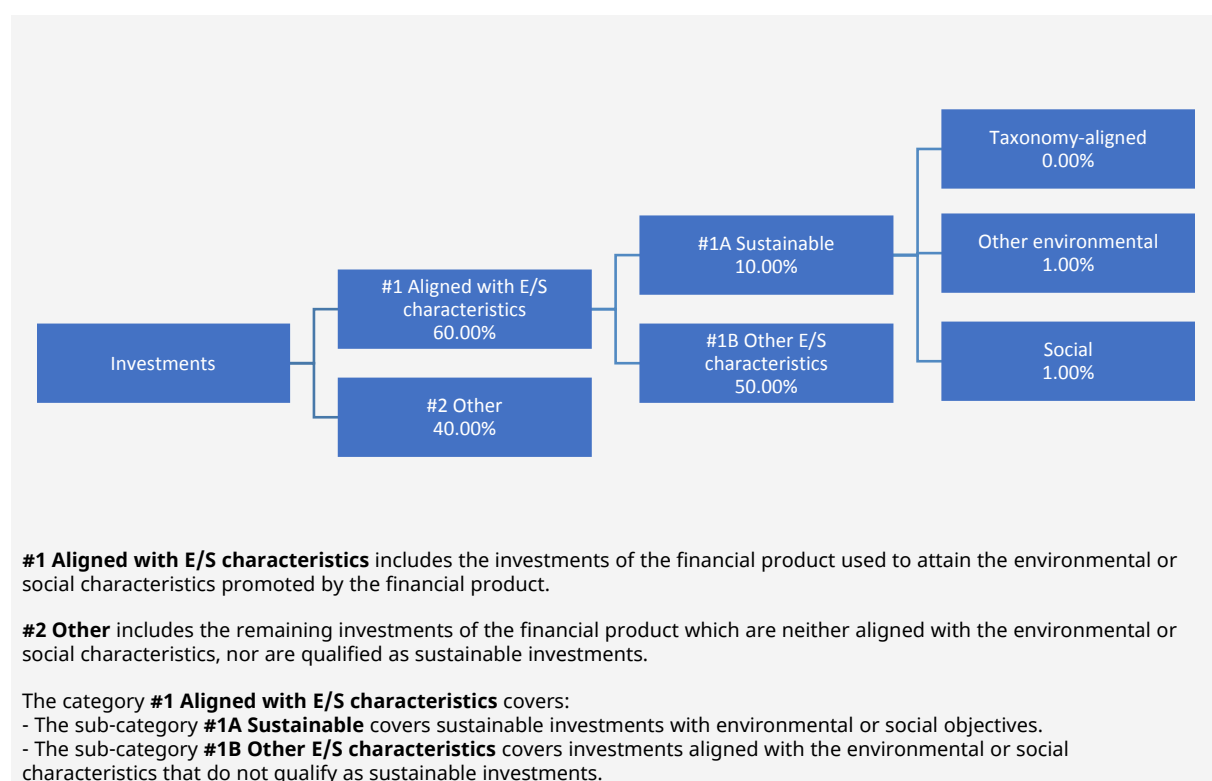 Investments
#1 Aligned with E/S
characteristics
60.00%
#2 Other
40.00%
#1A Sustainable
10.00%
#1B Other E/S
characteristics
50.00%
Taxonomy-aligned
0.00%
Other environmental
1.00%
Social
1.00%
#1 Aligned with E/S characteristics includes the investments of the financial product used to attain the environmental or
social characteristics promoted by the financial product.
#2 Other includes the remaining investments of the financial product which are neither aligned with the environmental or
social characteristics, nor are qualified as sustainable investments.
The category #1 Aligned with E/S characteristics covers:
- The sub-category #1A Sustainable covers sustainable investments with environmental or social objectives.
- The sub-category #1B Other E/S characteristics covers investments aligned with the environmental or social
characteristics that do not qualify as sustainable investments.